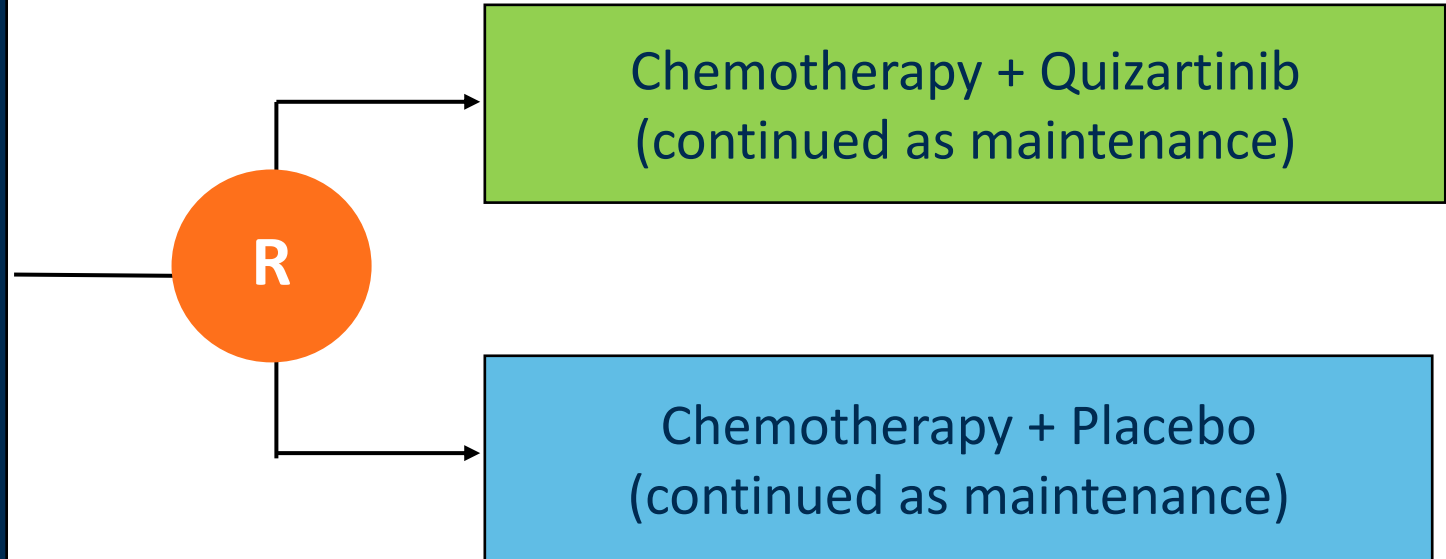 Chemotherapy + Quizartinib
(continued as maintenance)
R
Chemotherapy + Placebo
(continued as maintenance)